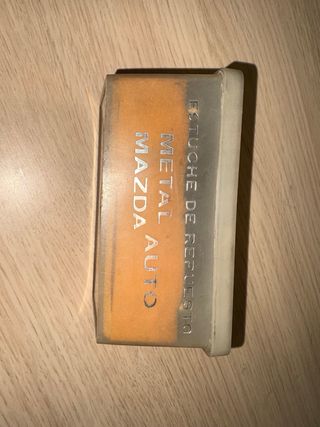 ESTUCHE DE REPUESTO
METAL AUTO
MAZDA